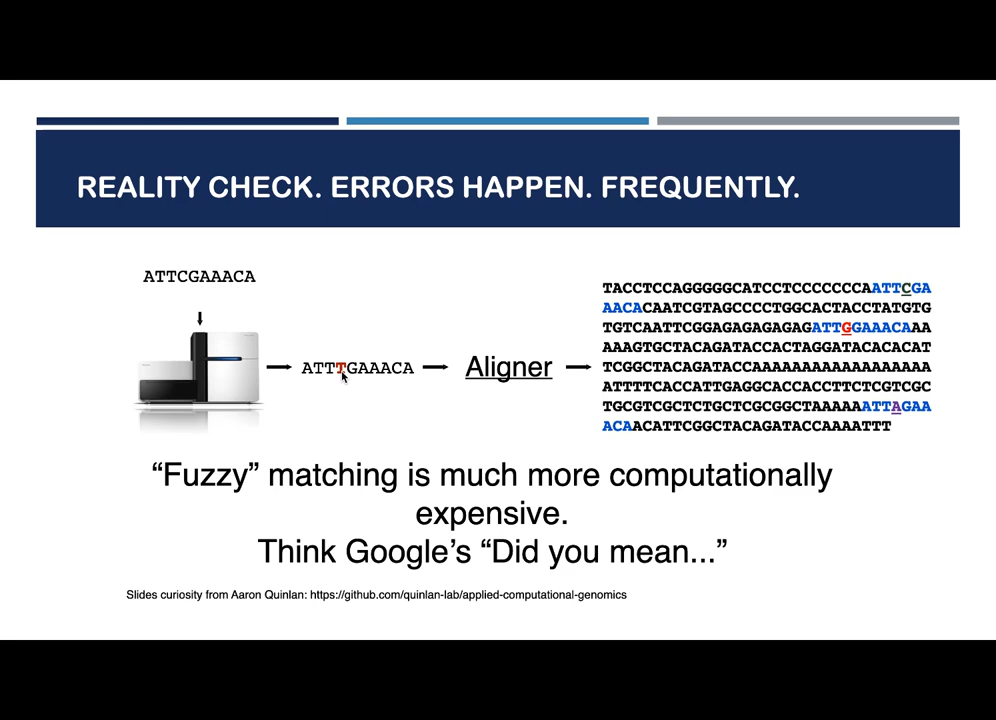 REALITY CHECK. ERRORS HAPPEN. FREQUENTLY.
ATTCGAAACA
ATTTGAAACA
Aligner
TACCTCCAGGGGGCATCCTCCCCCCCAATTCGA
AACACAATCGTAGCCCCTGGCACTACCTATGTG
TGTCAATTCGGAGAGAGAGAGATTGGAAACAAA
AAAGTGCTACAGATACCACTAGGATACACACAT
TCGGCTACAGATACCAAAAAAAAAAAAAAAAAA
ATTTTCACCATTGAGGCACCACCTTCTCGTCGC
TGCGTCGCTCTGCTCGCGGCTAAAAAATTAGAA
ACAACATTCGGCTACAGATACCAAAATTT
“Fuzzy” matching is much more computationally
expensive.
Think Google’s “Did you mean...”
Slides curiosity from Aaron Quinlan: https://github.com/quinlan-lab/applied-computational-genomics